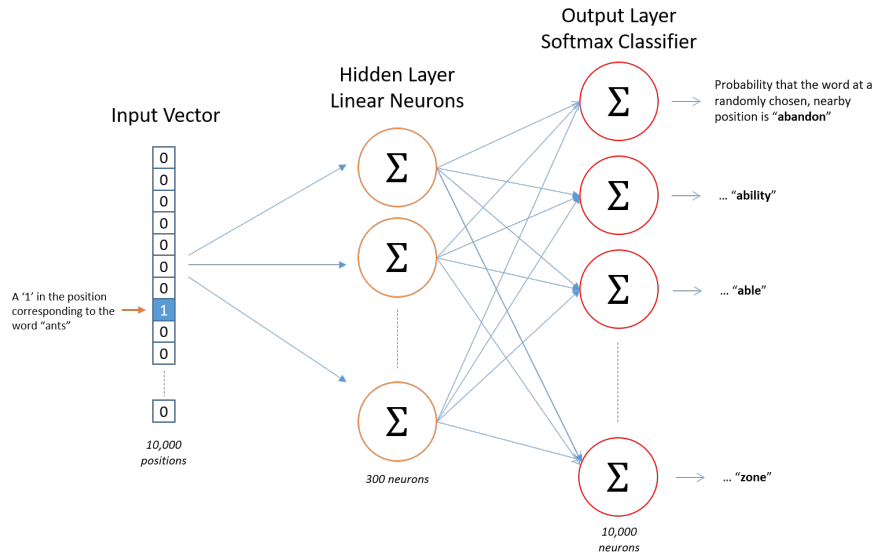 Output Layer
Softmax Classifier
Hidden Layer
Linear Neurons
Input Vector
0
0
0
0
0
0
0
1
0
0
0
A ‘1’ in the position
corresponding to the
word “ants”
10,000
positions
Σ
Σ
Σ
300 neurons
Σ
Σ
Σ
Σ
10,000
neurons
Probability that the word at a
randomly chosen, nearby
position is “abandon”
… “ability”
… “able”
… “zone”